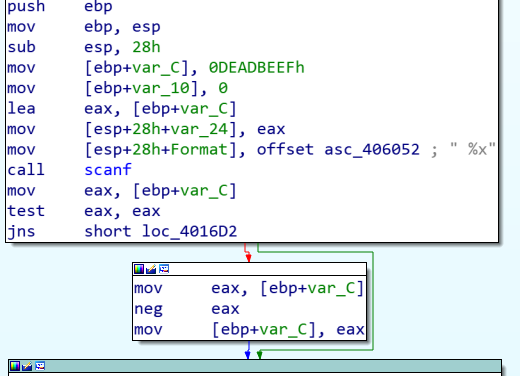 push ebp
mov ebp, esp
sub esp, 28h
mov [ebp+var_C], 0DEADBEEFh
mov [ebp+var_10], 0
lea eax, [ebp+var_C]
mov [esp+28h+var_24], eax
mov [esp+28h+Format], offset asc_406052 ; " %x"
call scanf
mov eax, [ebp+var_C]
test eax, eax
jns short loc_4016D2
mov eax, [ebp+var_C]
neg eax
mov [ebp+var_C], eax